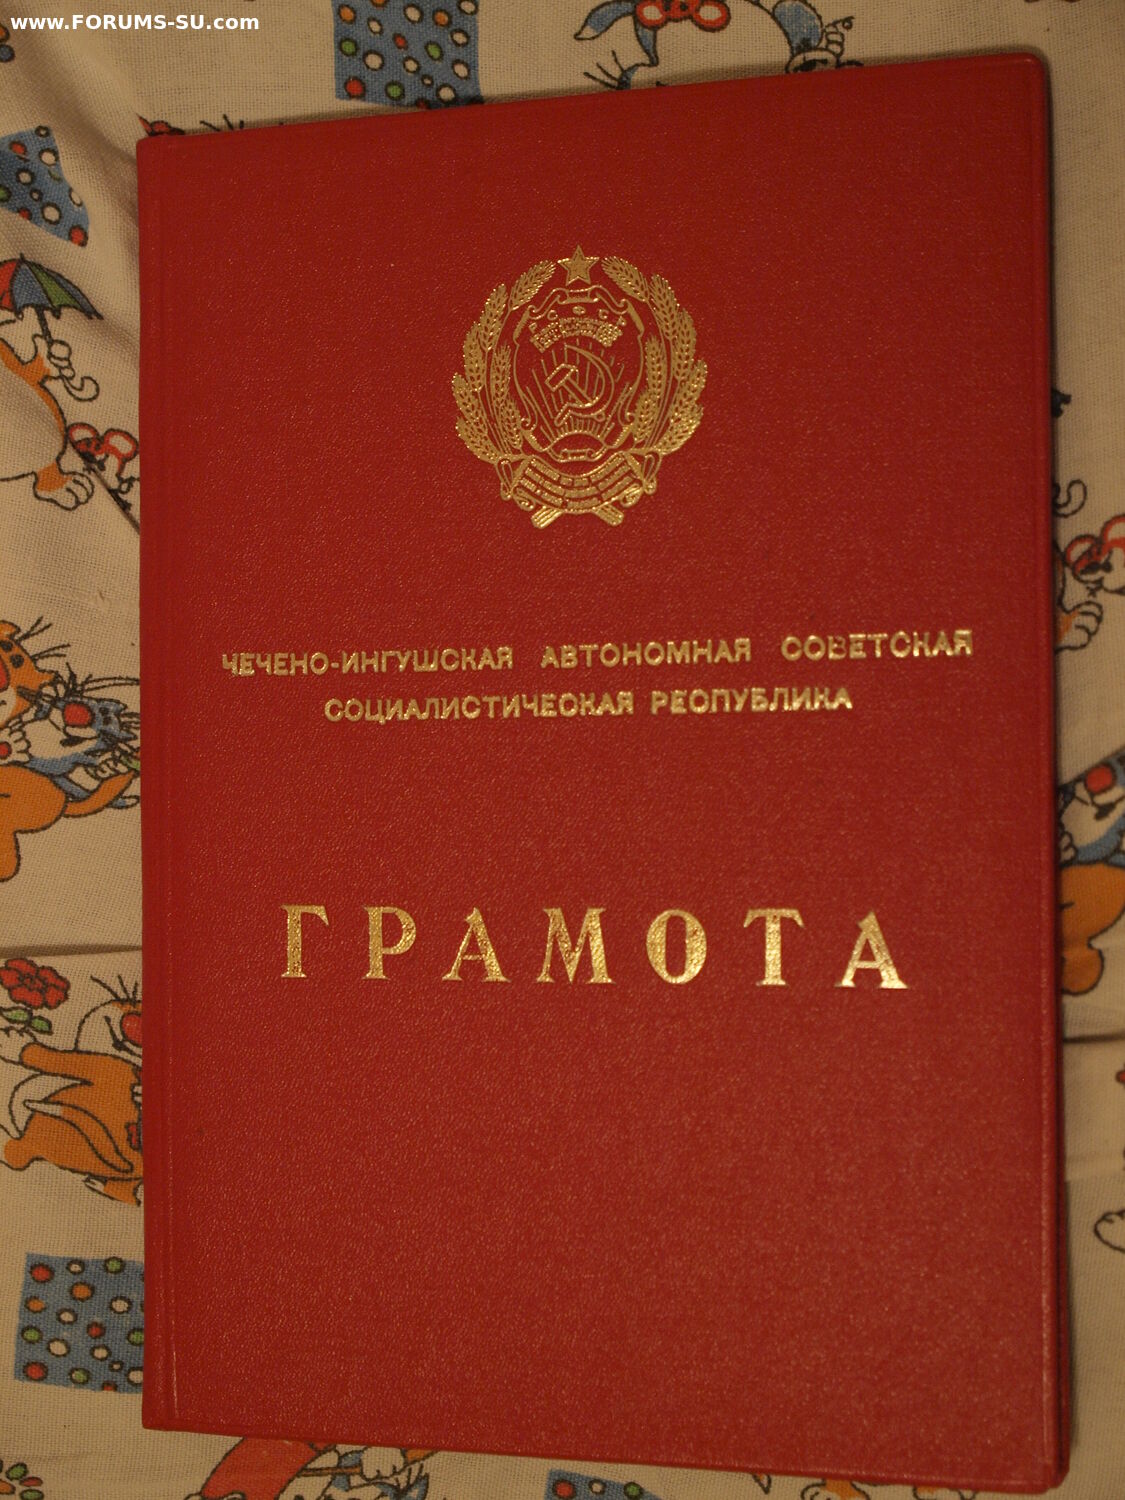 www.FORUMS-SU.com
ЧЕЧЕНО-ИНГУШСКАЯ АВТОНОМНАЯ СОВЕТСКАЯ
СОЦИАЛИСТИЧЕСКАЯ РЕСПУБЛИКА
ГРАМОТА